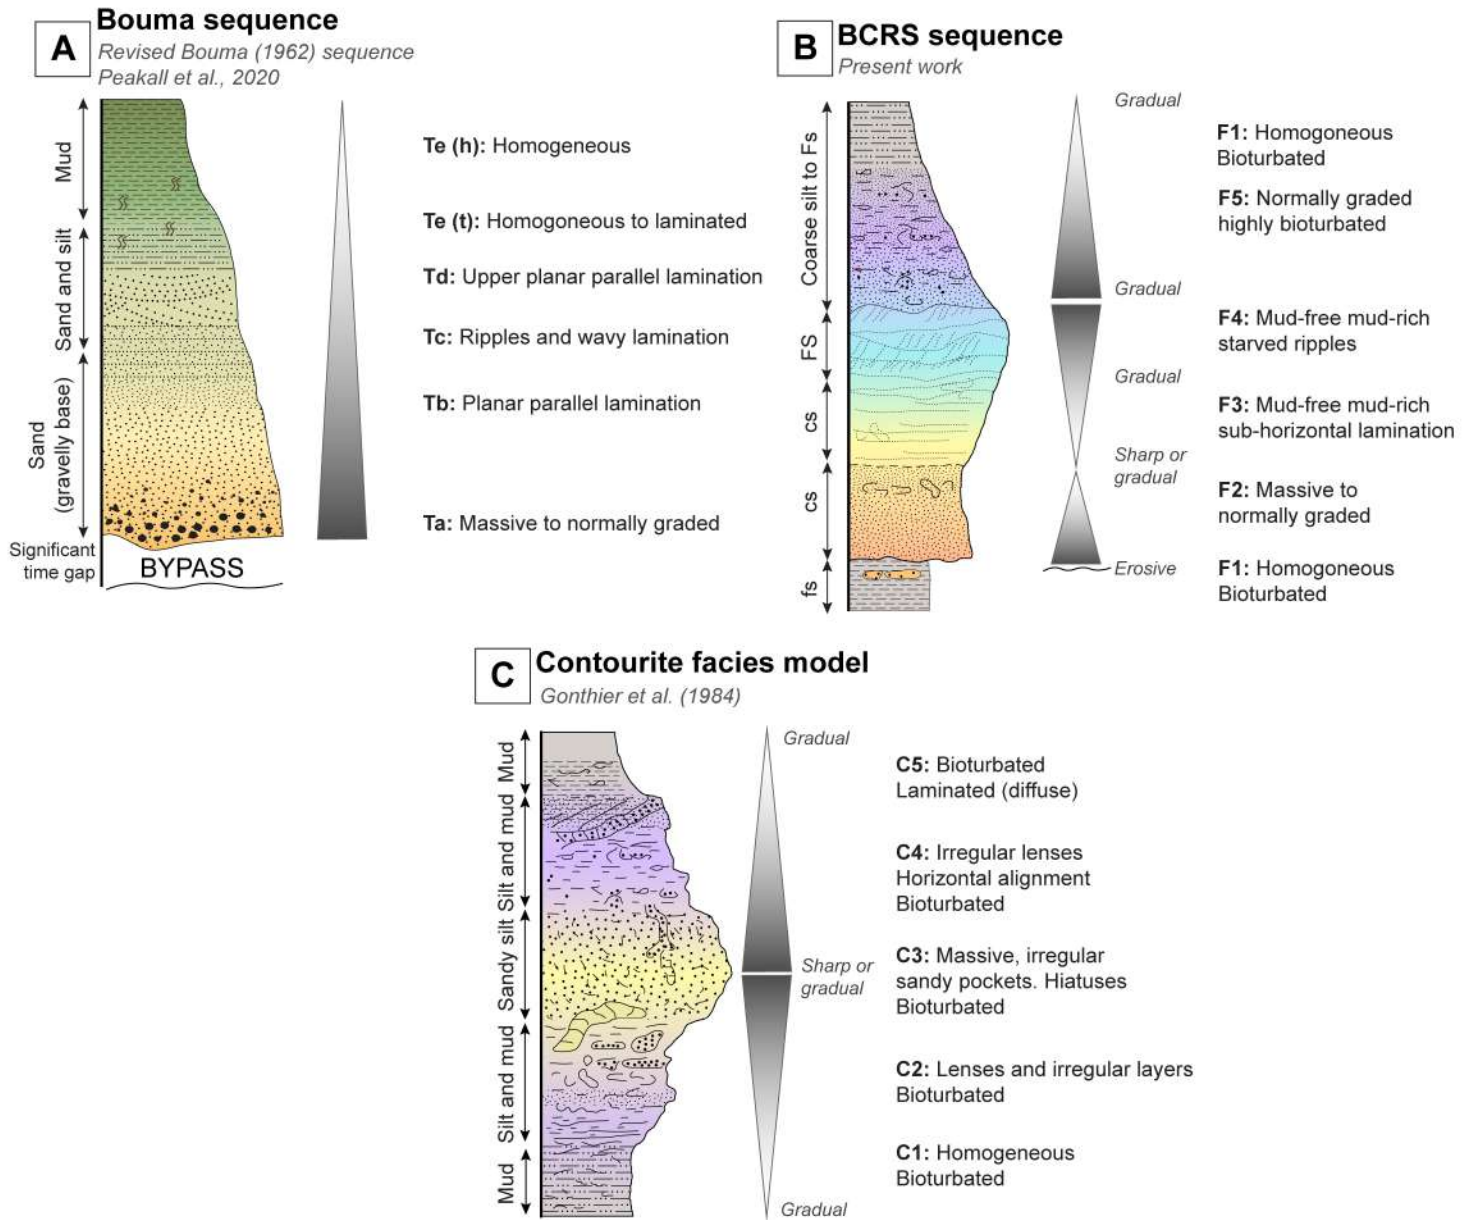 A
Bouma sequence
Revised Bouma (1962) sequence
Peakall et al., 2020
Mud
Sand and silt
Sand
(gravelly base)
Significant
time gap
BYPASS
Te (h): Homogeneous
Te (t): Homogoneous to laminated
Td: Upper planar parallel lamination
Tc: Ripples and wavy lamination
Tb: Planar parallel lamination
Ta: Massive to normally graded
B
BCRS sequence
Present work
Coarse silt to Fs
FS
cs
cs
fs
Gradual
Gradual
Gradual
Sharp or
gradual
Erosive
F1: Homogoneous
Bioturbated
F5: Normally graded
highly bioturbated
F4: Mud-free mud-rich
starved ripples
F3: Mud-free mud-rich
sub-horizontal lamination
F2: Massive to
normally graded
F1: Homogoneous
Bioturbated
C
Contourite facies model
Gonthier et al. (1984)
Mud
Silt and mud
Sandy silt
Silt and mud
Mud
Gradual
Sharp or
gradual
Gradual
C5: Bioturbated
Laminated (diffuse)
C4: Irregular lenses
Horizontal alignment
Bioturbated
C3: Massive, irregular
sandy pockets. Hiatuses
Bioturbated
C2: Lenses and irregular layers
Bioturbated
C1: Homogeneous
Bioturbated